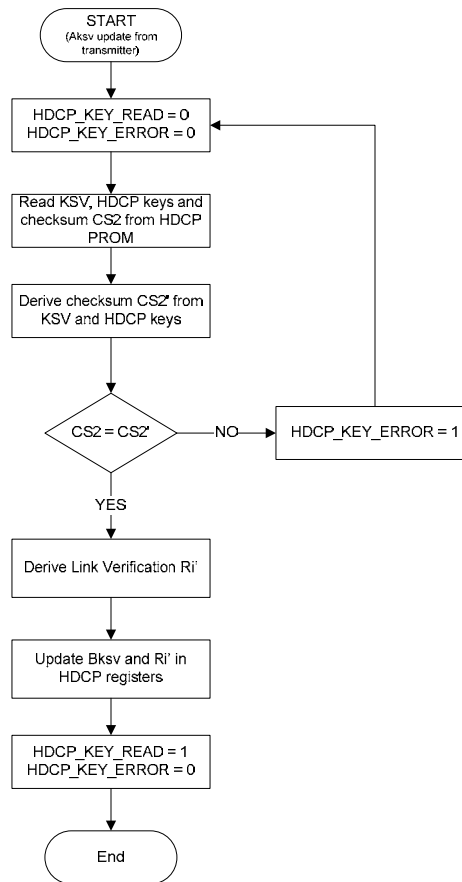 START
(Aksv update from
transmitter)
HDCP_KEY_READ = 0
HDCP_KEY_ERROR = 0
Read KSV, HDCP keys and
checksum CS2 from HDCP
PROM
Derive checksum CS2' from
KSV and HDCP keys
CS2 = CS2'
NO
HDCP_KEY_ERROR = 1
YES
Derive Link Verification Ri'
Update Bksv and Ri' in
HDCP registers
HDCP_KEY_READ = 1
HDCP_KEY_ERROR = 0
End